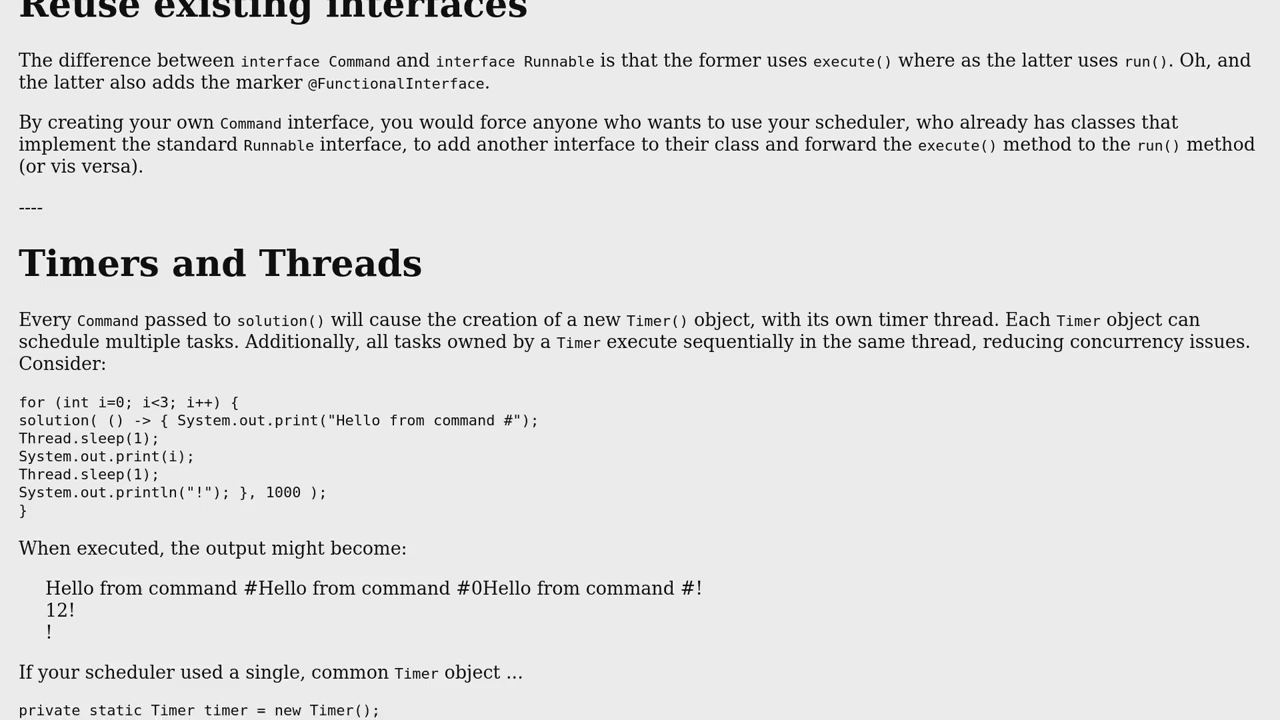 Reuse existing interfaces
The difference between interface Command and interface Runnable is that the former uses execute() where as the latter uses run(). Oh, and
the latter also adds the marker @FunctionalInterface.
By creating your own Command interface, you would force anyone who wants to use your scheduler, who already has classes that
implement the standard Runnable interface, to add another interface to their class and forward the execute() method to the run() method
(or vis versa).
----
Timers and Threads
Every Command passed to solution() will cause the creation of a new Timer() object, with its own timer thread. Each Timer object can
schedule multiple tasks. Additionally, all tasks owned by a Timer execute sequentially in the same thread, reducing concurrency issues.
Consider:
for (int i=0; i<3; i++) {
solution( () -> { System.out.print("Hello from command #");
Thread.sleep(1);
System.out.print(i);
Thread.sleep(1);
System.out.println("!"); }, 1000 );
}
When executed, the output might become:
Hello from command #Hello from command #0Hello from command #!
12!
!
If your scheduler used a single, common Timer object ...
private static Timer timer = new Timer();